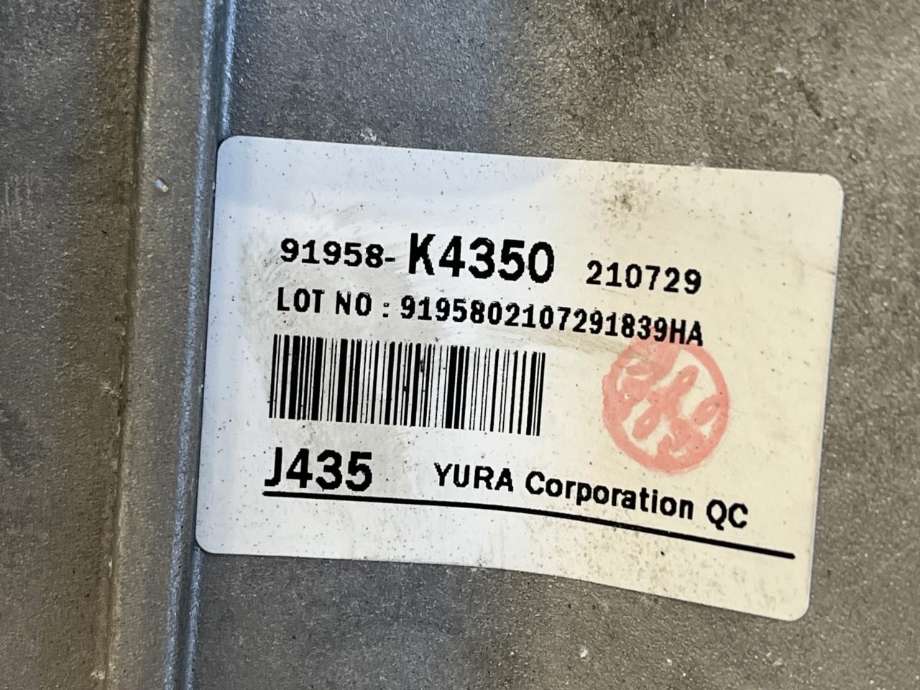 91958- K4350 210729
LOT NO : 9195802107291839HA
J435 YURA Corporation QC